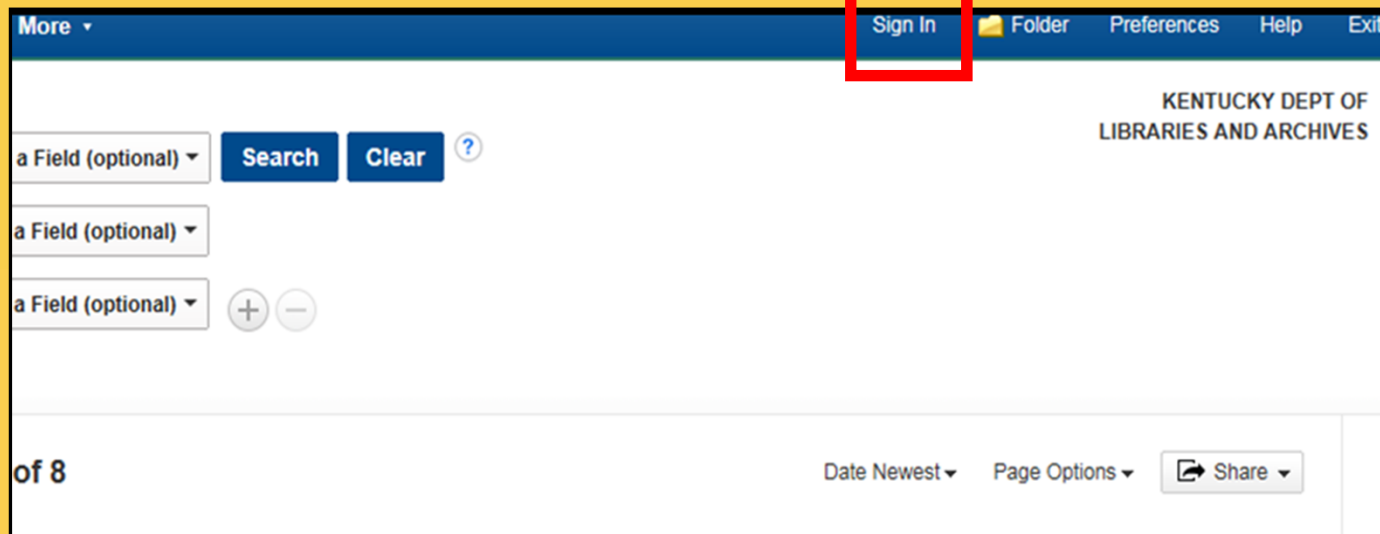 More Sign In Folder Preferences Help Exit
KENTUCKY DEPT OF
LIBRARIES AND ARCHIVES
a Field (optional) Search Clear ?
a Field (optional)
a Field (optional)
of 8 Date Newest Page Options Share